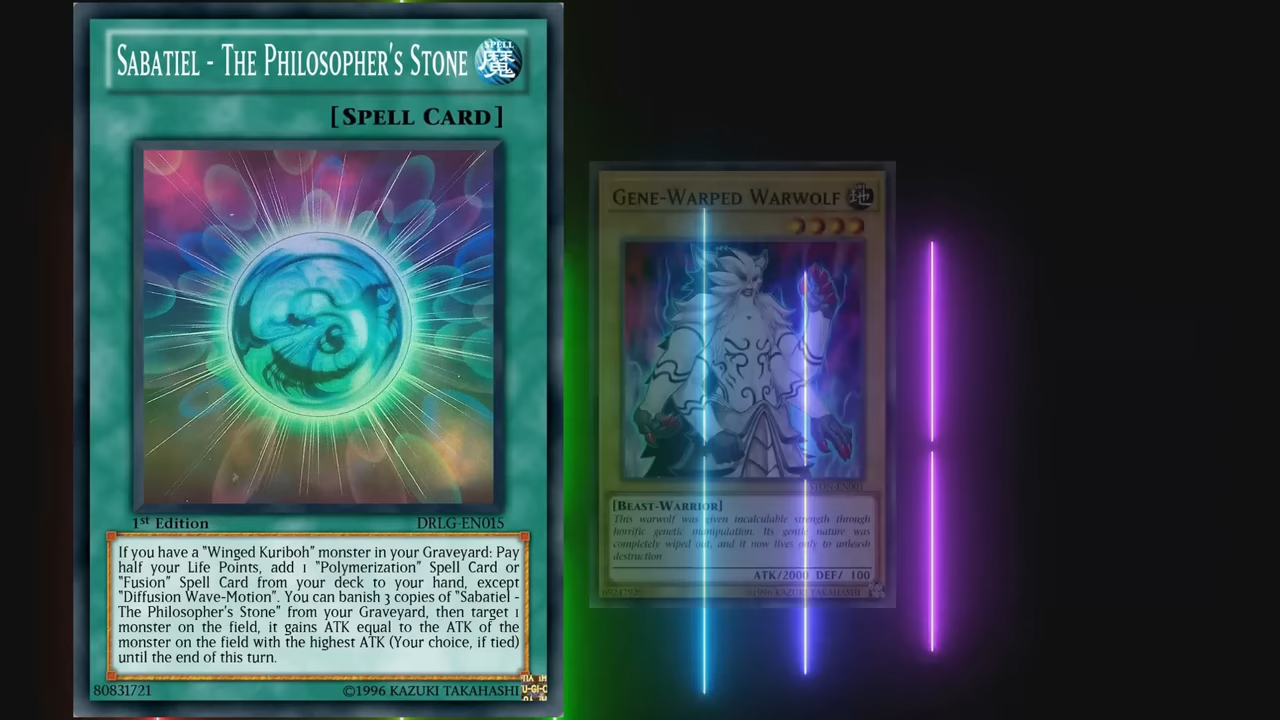 SABATIEL - THE PHILOSOPHER'S STONE
SPELL
魔
[SPELL CARD]
1st Edition
DRLG-EN015
If you have a "Winged Kuriboh" monster in your Graveyard: Pay
half your Life Points, add 1 "Polymerization" Spell Card or
"Fusion" Spell Card from your deck to your hand, except
"Diffusion Wave-Motion". You can banish 3 copies of "Sabatiel -
The Philosopher's Stone" from your Graveyard, then target 1
monster on the field, it gains ATK equal to the ATK of the
monster on the field with the highest ATK (Your choice, if tied)
until the end of this turn.
80831721
©1996 KAZUKI TAKAHASHI
GENE-WARPED WARWOLF
地
[BEAST-WARRIOR]
This warwolf was given incalculable strength through
horrific genetic manipulation. Its gentle nature was
completely wiped out, and it now lives only to unleash
destruction
ATK/2000 DEF/ 100
©1996 KAZUKI TAKAHASHI